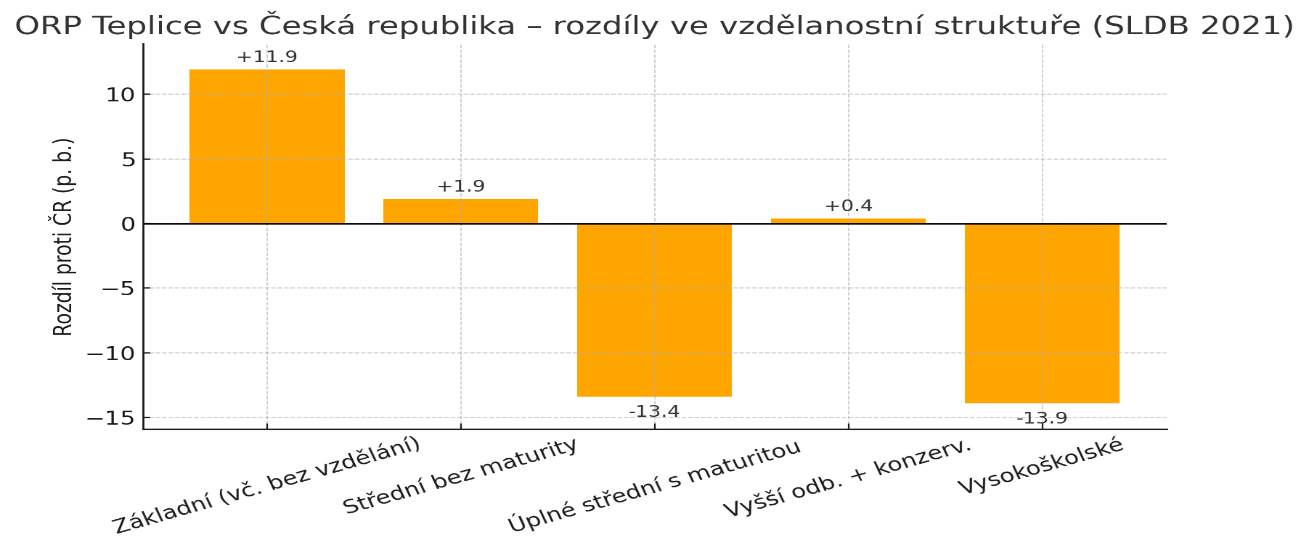 ORP Teplice vs Česká republika – rozdíly ve vzdělanostní struktuře (SLDB 2021)
Rozdíl proti ČR (p. b.)
10
5
0
−5
−10
−15
+11.9
+1.9
-13.4
+0.4
-13.9
Základní (vč. bez vzdělání)
Střední bez maturity
Úplné střední s maturitou
Vyšší odb. + konzerv.
Vysokoškolské